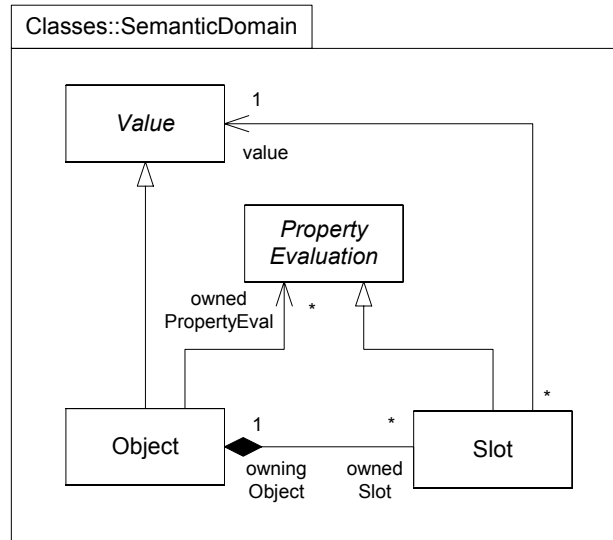 Classes::SemanticDomain
Value
1
value
Property
Evaluation
owned
PropertyEval
*
*
Object
1
*
Slot
owning
Object
owned
Slot